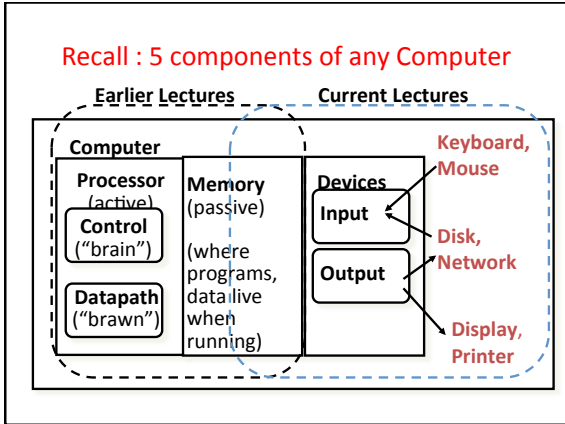 Recall : 5 components of any Computer
Earlier Lectures
Current Lectures
Computer
Processor
(active)
Control
(“brain”)
Datapath
(“brawn”)
Memory
(passive)
(where
programs,
data live
when
running)
Devices
Input
Output
Keyboard,
Mouse
Disk,
Network
Display,
Printer